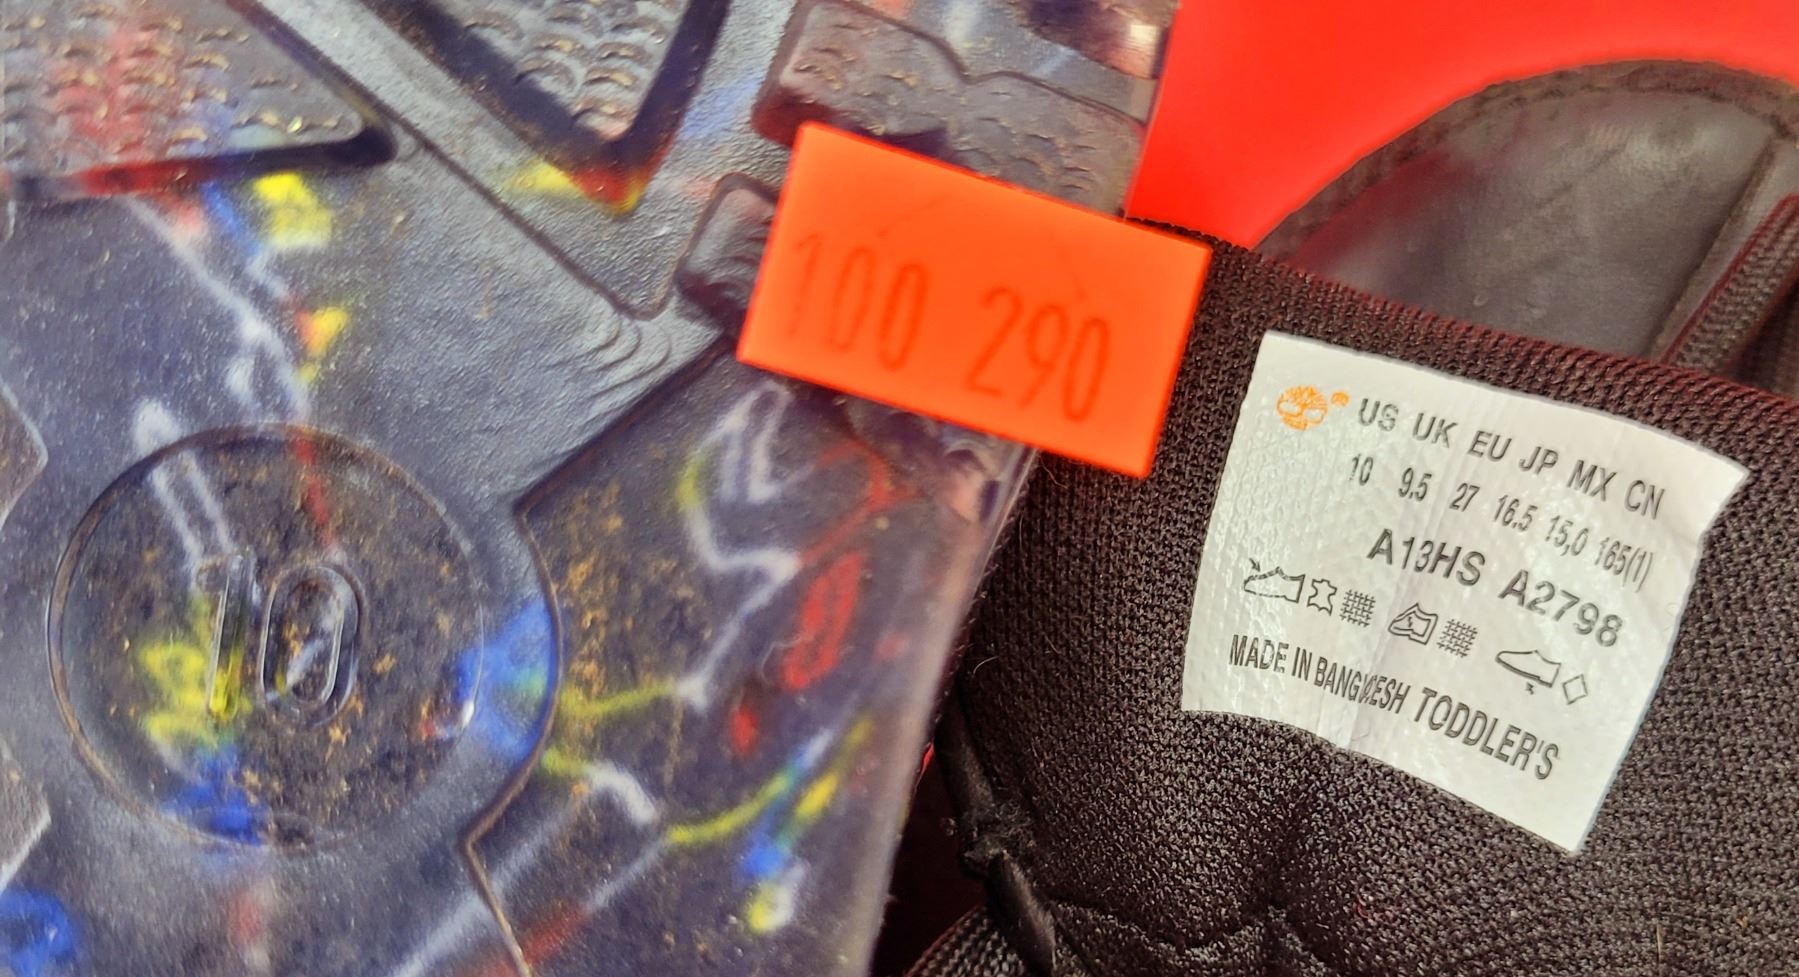 100 290
10
® US UK EU JP MX CN
10 9.5 27 16.5 15,0 165(1)
A13HS A2798
MADE IN BANGLADESH TODDLER'S